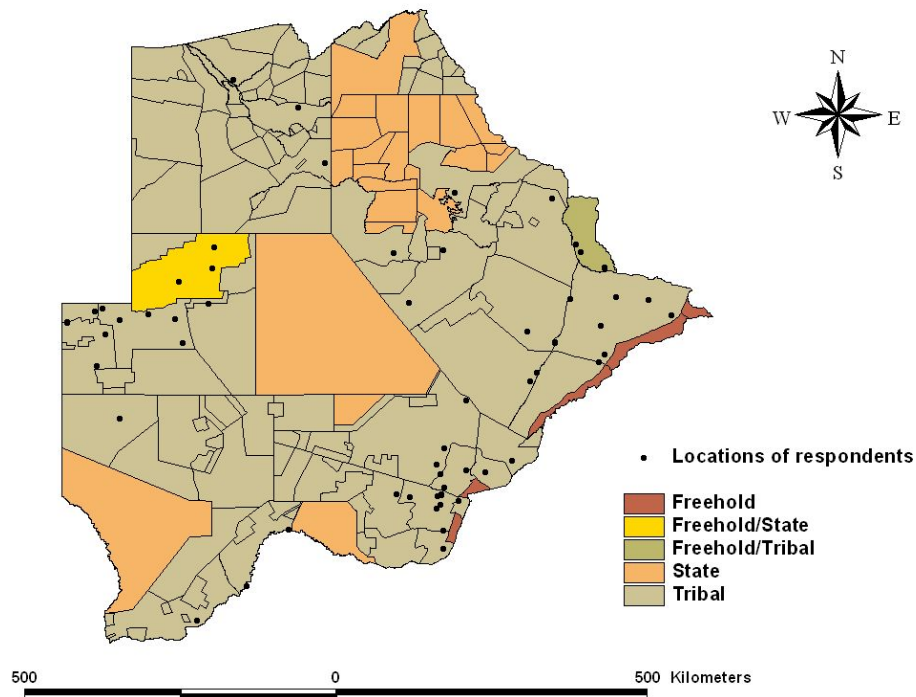 N
W E
S
Locations of respondents
Freehold
Freehold/State
Freehold/Tribal
State
Tribal
500 0 500 Kilometers